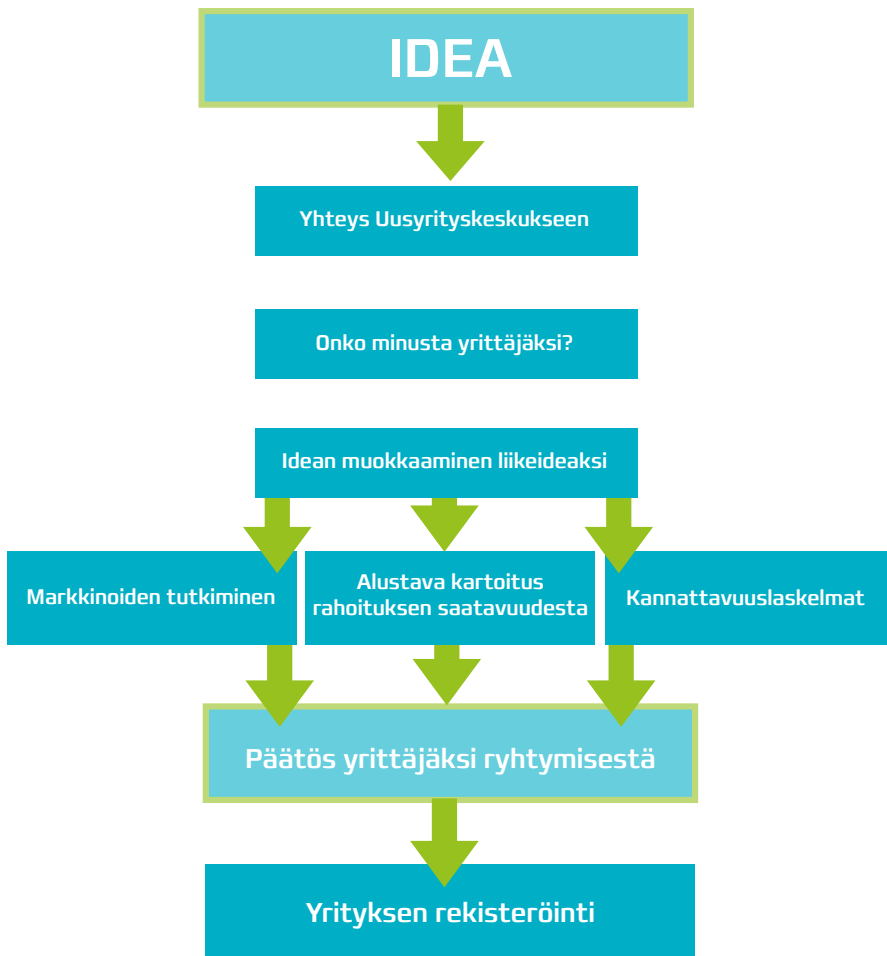 IDEA
Yhteys Uusyrityskeskukseen
Onko minusta yrittäjäksi?
Idean muokkaaminen liikeideaksi
Markkinoiden tutkiminen
Alustava kartoitus
rahoituksen saatavuudesta
Kannattavuuslaskelmat
Päätös yrittäjäksi ryhtymisestä
Yrityksen rekisteröinti